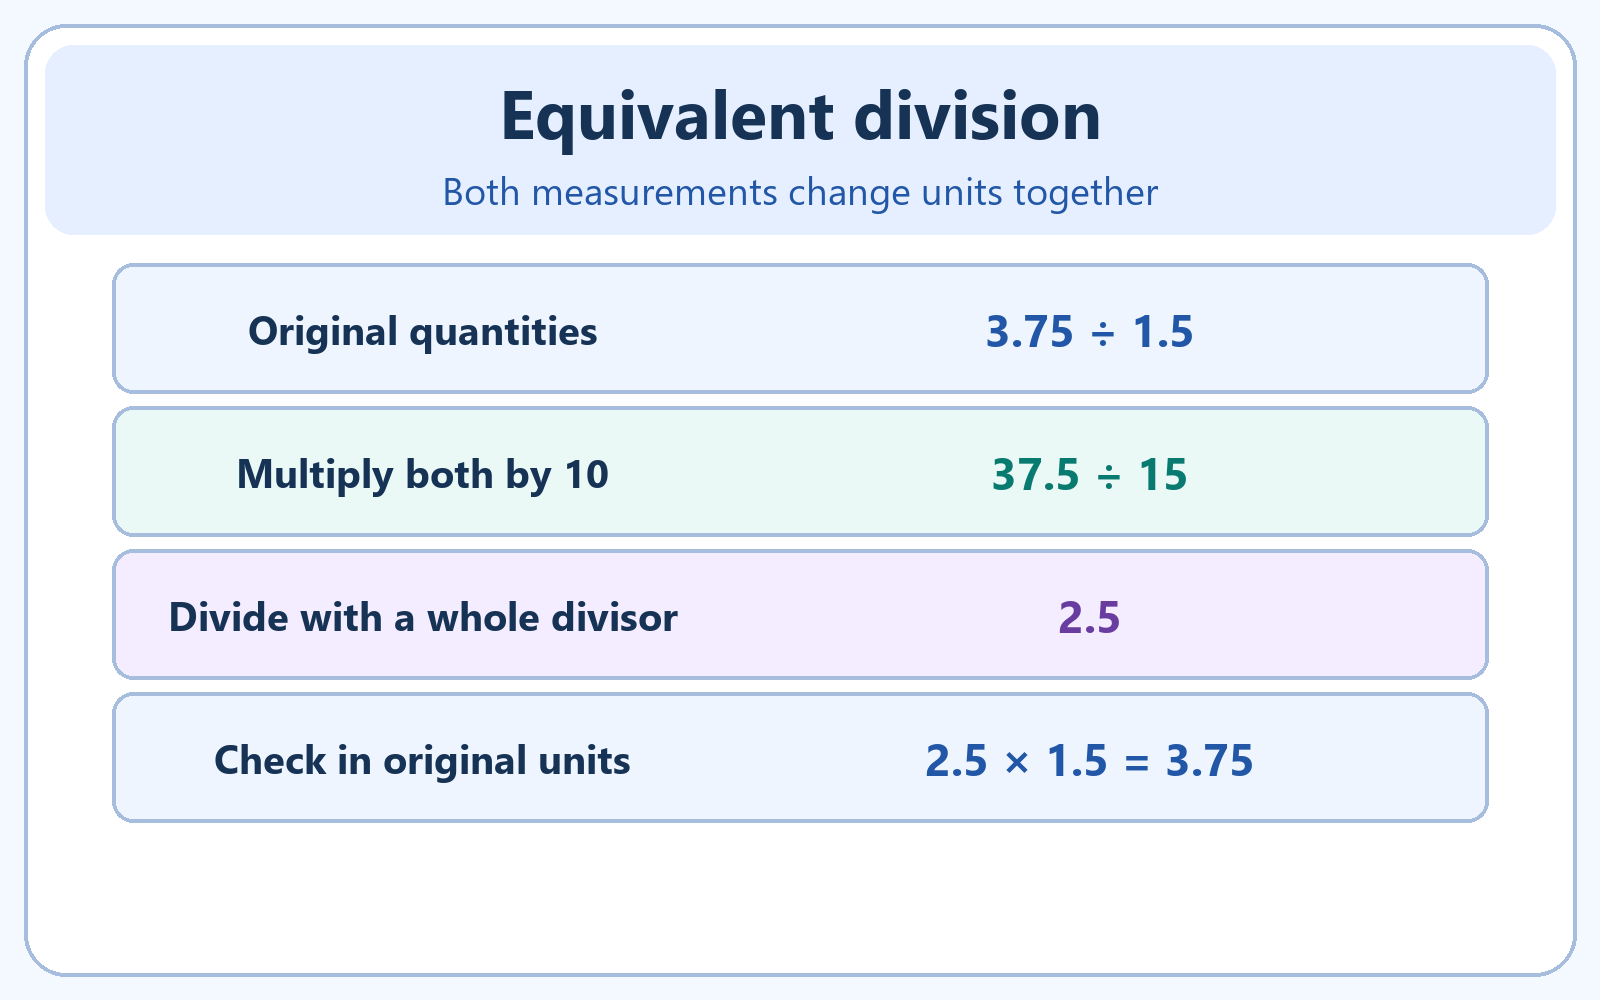 Equivalent division
Both measurements change units together
Original quantities 3.75 ÷ 1.5
Multiply both by 10 37.5 ÷ 15
Divide with a whole divisor 2.5
Check in original units 2.5 × 1.5 = 3.75